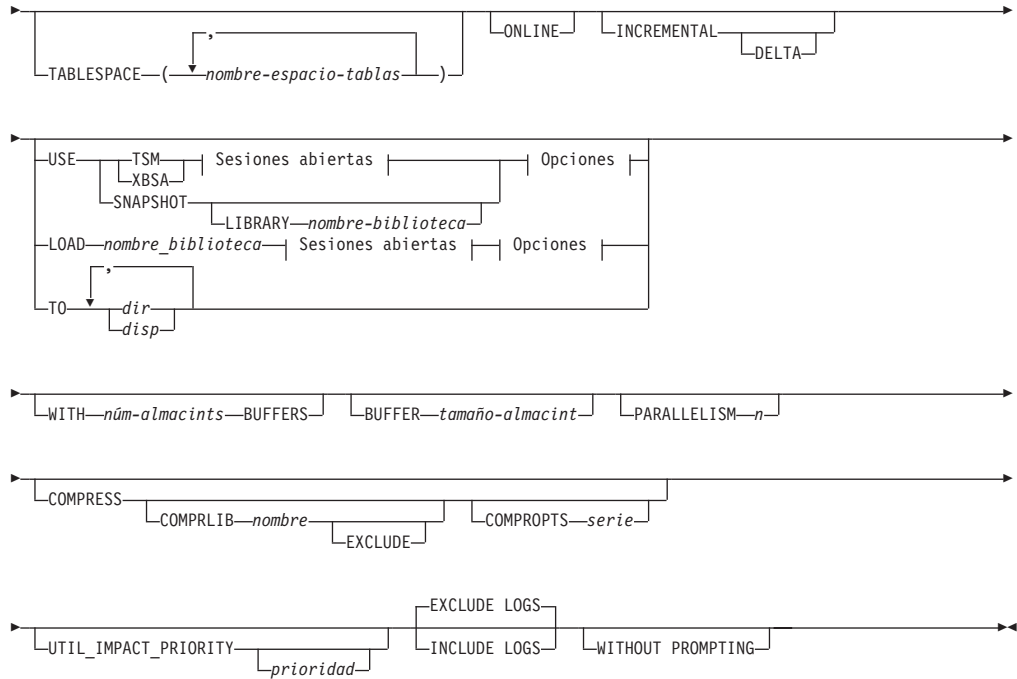 ,
ONLINE INCREMENTAL
DELTA
TABLESPACE ( nombre-espacio-tablas )
USE TSM Sesiones abiertas Opciones
XBSA
SNAPSHOT
LIBRARY nombre-biblioteca
LOAD nombre_biblioteca Sesiones abiertas Opciones
,
TO dir
disp
WITH núm-almacints BUFFERS BUFFER tamaño-almacint PARALLELISM n
COMPRESS
COMPRLIB nombre COMPROPTS serie
EXCLUDE
EXCLUDE LOGS
UTIL_IMPACT_PRIORITY INCLUDE LOGS WITHOUT PROMPTING
prioridad